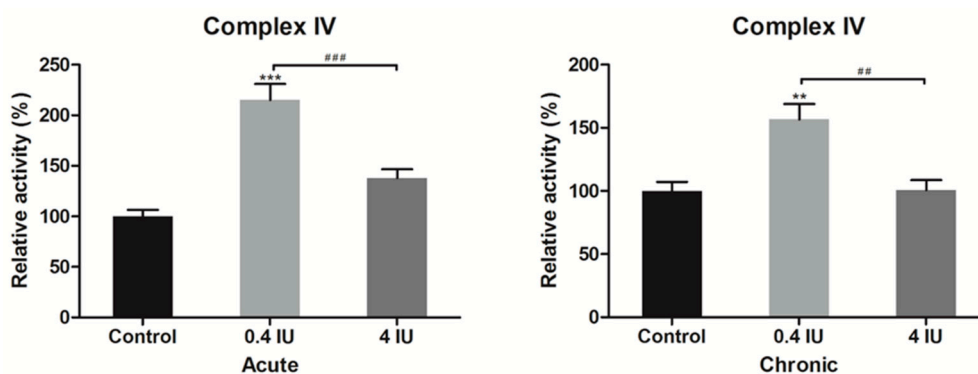 Complex IV
Relative activity (%)
250
200
150
100
50
0
***
###
Control 0.4 IU 4 IU
Acute
Complex IV
Relative activity (%)
200
150
100
50
0
**
##
Control 0.4 IU 4 IU
Chronic